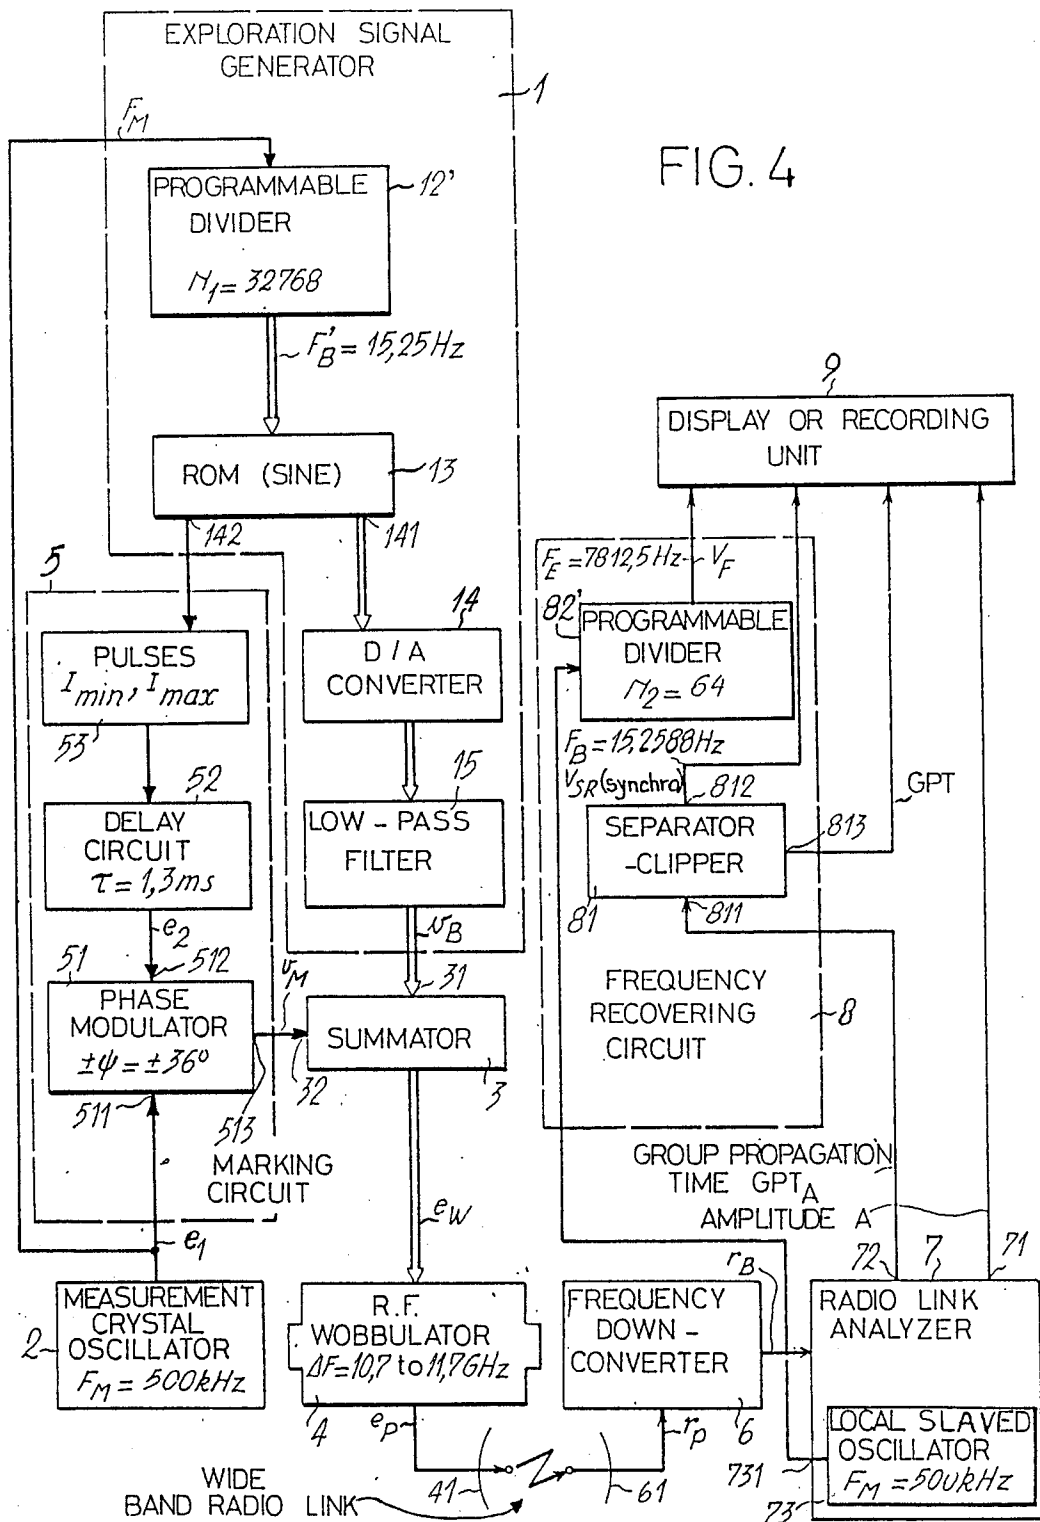 EXPLORATION SIGNAL
GENERATOR
1
F_M
PROGRAMMABLE
DIVIDER
N_1 = 32768
12'
FIG. 4
F'_B = 15,25 Hz
ROM (SINE)
13
142
141
9
DISPLAY OR RECORDING
UNIT
5
PULSES
I_min, I_max
53
14
D / A
CONVERTER
F_E = 7812,5 Hz
V_F
82'
PROGRAMMABLE
DIVIDER
N_2 = 64
F_B = 15,2588 Hz
V_SR (synchro)
812
GPT
52
DELAY
CIRCUIT
τ = 1,3 ms
15
LOW - PASS
FILTER
SEPARATOR
-CLIPPER
813
81
811
e_2
v_B
51
512
PHASE
MODULATOR
±ψ = ±36°
511
513
v_M
31
SUMMATOR
32
3
FREQUENCY
RECOVERING
CIRCUIT
8
MARKING
CIRCUIT
GROUP PROPAGATION
TIME GPT_A
AMPLITUDE A
e_1
e_W
72
7
71
r_B
MEASUREMENT
CRYSTAL
OSCILLATOR
F_M = 500 kHz
2
R.F.
WOBBULATOR
ΔF = 10,7 to 11,7 GHz
4
FREQUENCY
DOWN -
CONVERTER
6
RADIO LINK
ANALYZER
e_P
r_P
LOCAL SLAVED
OSCILLATOR
F_M = 500 kHz
731
73
WIDE
BAND RADIO LINK
41
61